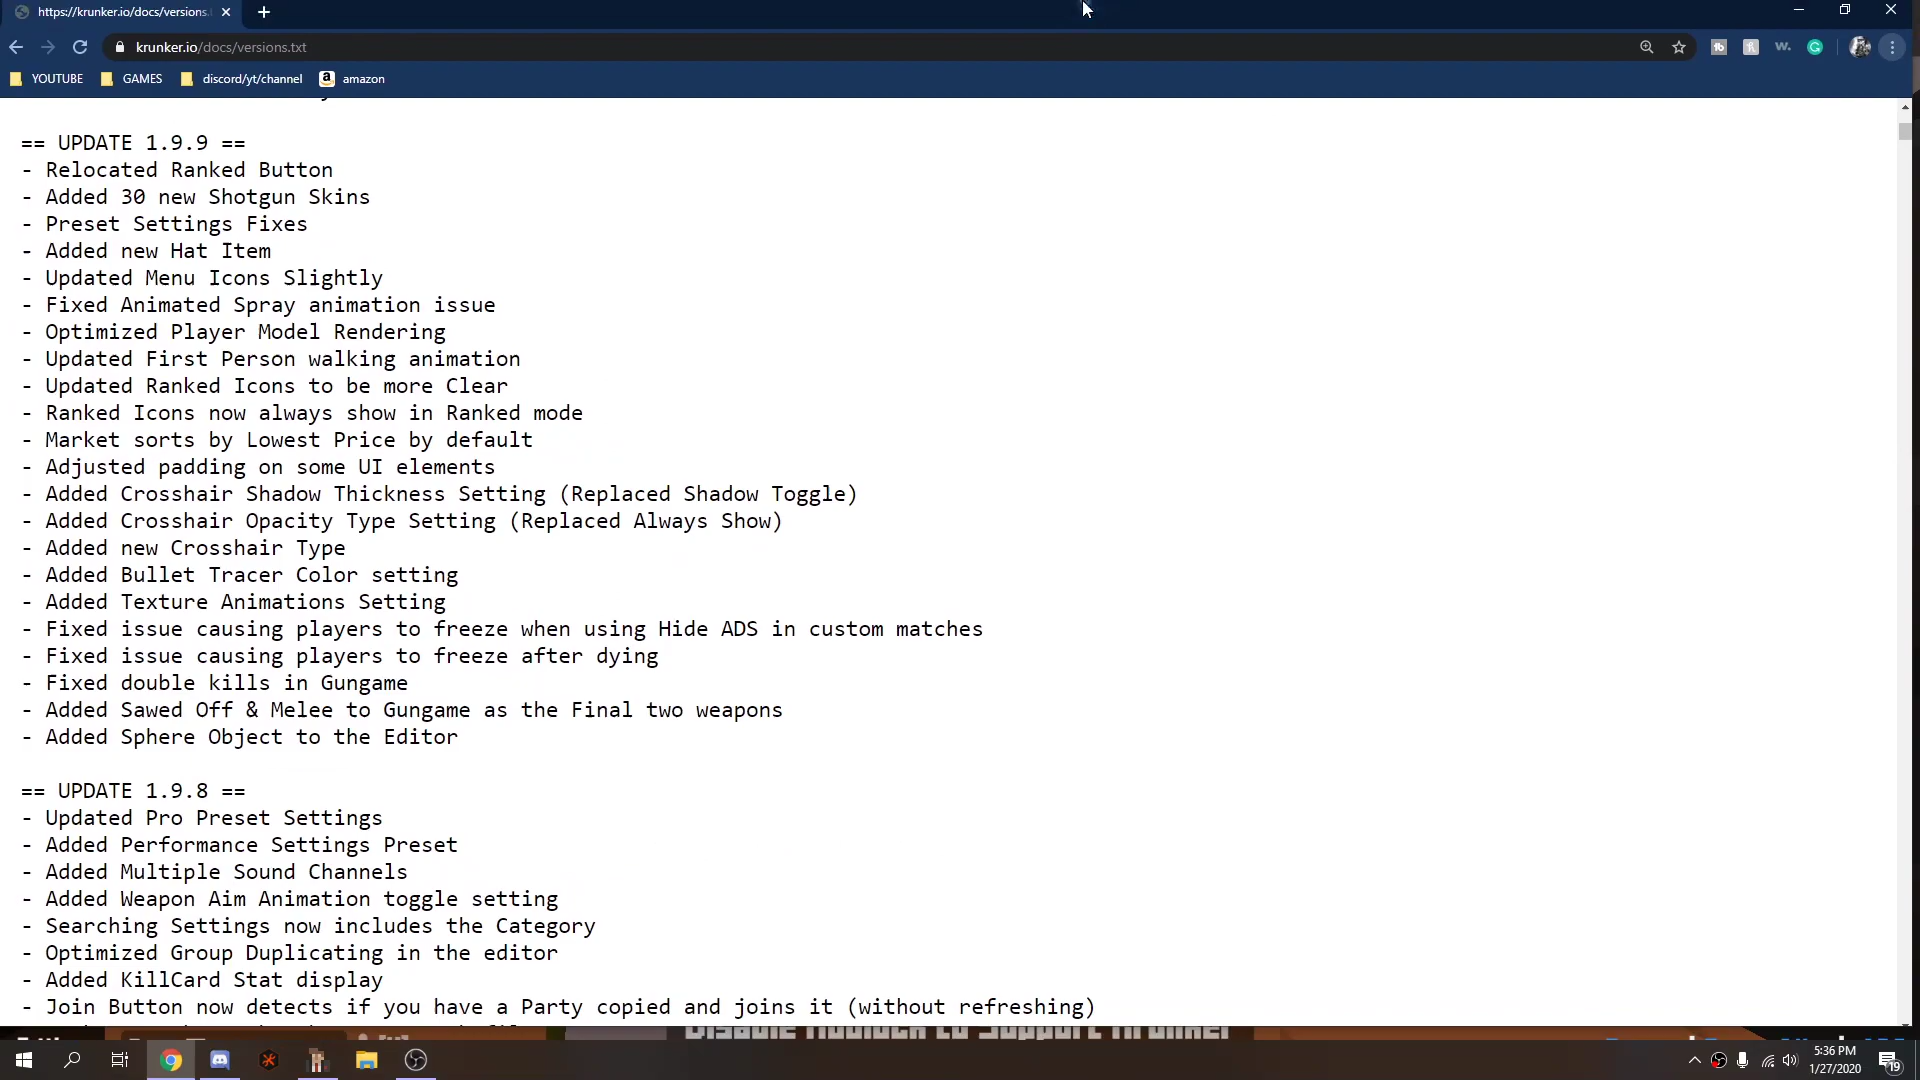 https://krunker.io/docs/versions.
krunker.io/docs/versions.txt
YOUTUBE
GAMES
discord/yt/channel
amazon
== UPDATE 1.9.9 ==
- Relocated Ranked Button
- Added 30 new Shotgun Skins
- Preset Settings Fixes
- Added new Hat Item
- Updated Menu Icons Slightly
- Fixed Animated Spray animation issue
- Optimized Player Model Rendering
- Updated First Person walking animation
- Updated Ranked Icons to be more Clear
- Ranked Icons now always show in Ranked mode
- Market sorts by Lowest Price by default
- Adjusted padding on some UI elements
- Added Crosshair Shadow Thickness Setting (Replaced Shadow Toggle)
- Added Crosshair Opacity Type Setting (Replaced Always Show)
- Added new Crosshair Type
- Added Bullet Tracer Color setting
- Added Texture Animations Setting
- Fixed issue causing players to freeze when using Hide ADS in custom matches
- Fixed issue causing players to freeze after dying
- Fixed double kills in Gungame
- Added Sawed Off & Melee to Gungame as the Final two weapons
- Added Sphere Object to the Editor
== UPDATE 1.9.8 ==
- Updated Pro Preset Settings
- Added Performance Settings Preset
- Added Multiple Sound Channels
- Added Weapon Aim Animation toggle setting
- Searching Settings now includes the Category
- Optimized Group Duplicating in the editor
- Added KillCard Stat display
- Join Button now detects if you have a Party copied and joins it (without refreshing)
5:36 PM
1/27/2020
19